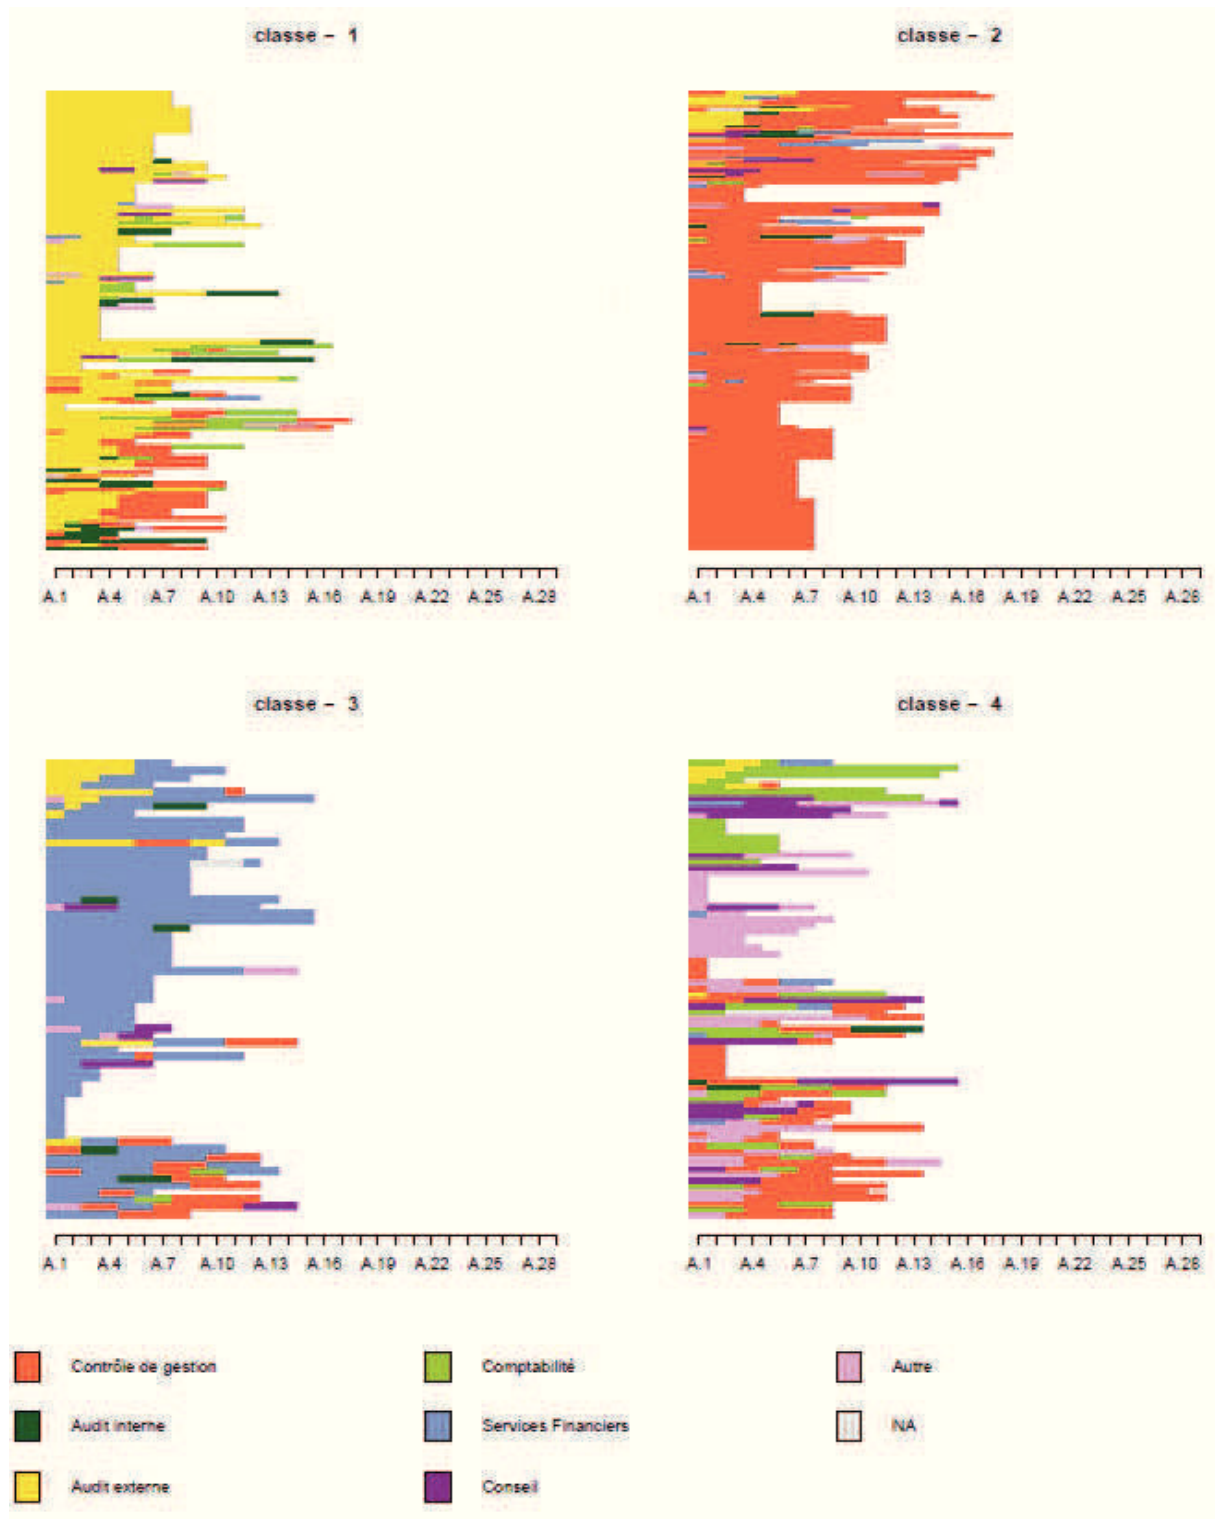 classe – 1
classe – 2
A.1 A.4 A.7 A.10 A.13 A.16 A.19 A.22 A.25 A.28
A.1 A.4 A.7 A.10 A.13 A.16 A.19 A.22 A.25 A.28
classe – 3
classe – 4
A.1 A.4 A.7 A.10 A.13 A.16 A.19 A.22 A.25 A.28
A.1 A.4 A.7 A.10 A.13 A.16 A.19 A.22 A.25 A.28
Contrôle de gestion
Comptabilité
Autre
Audit interne
Services Financiers
NA
Audit externe
Conseil